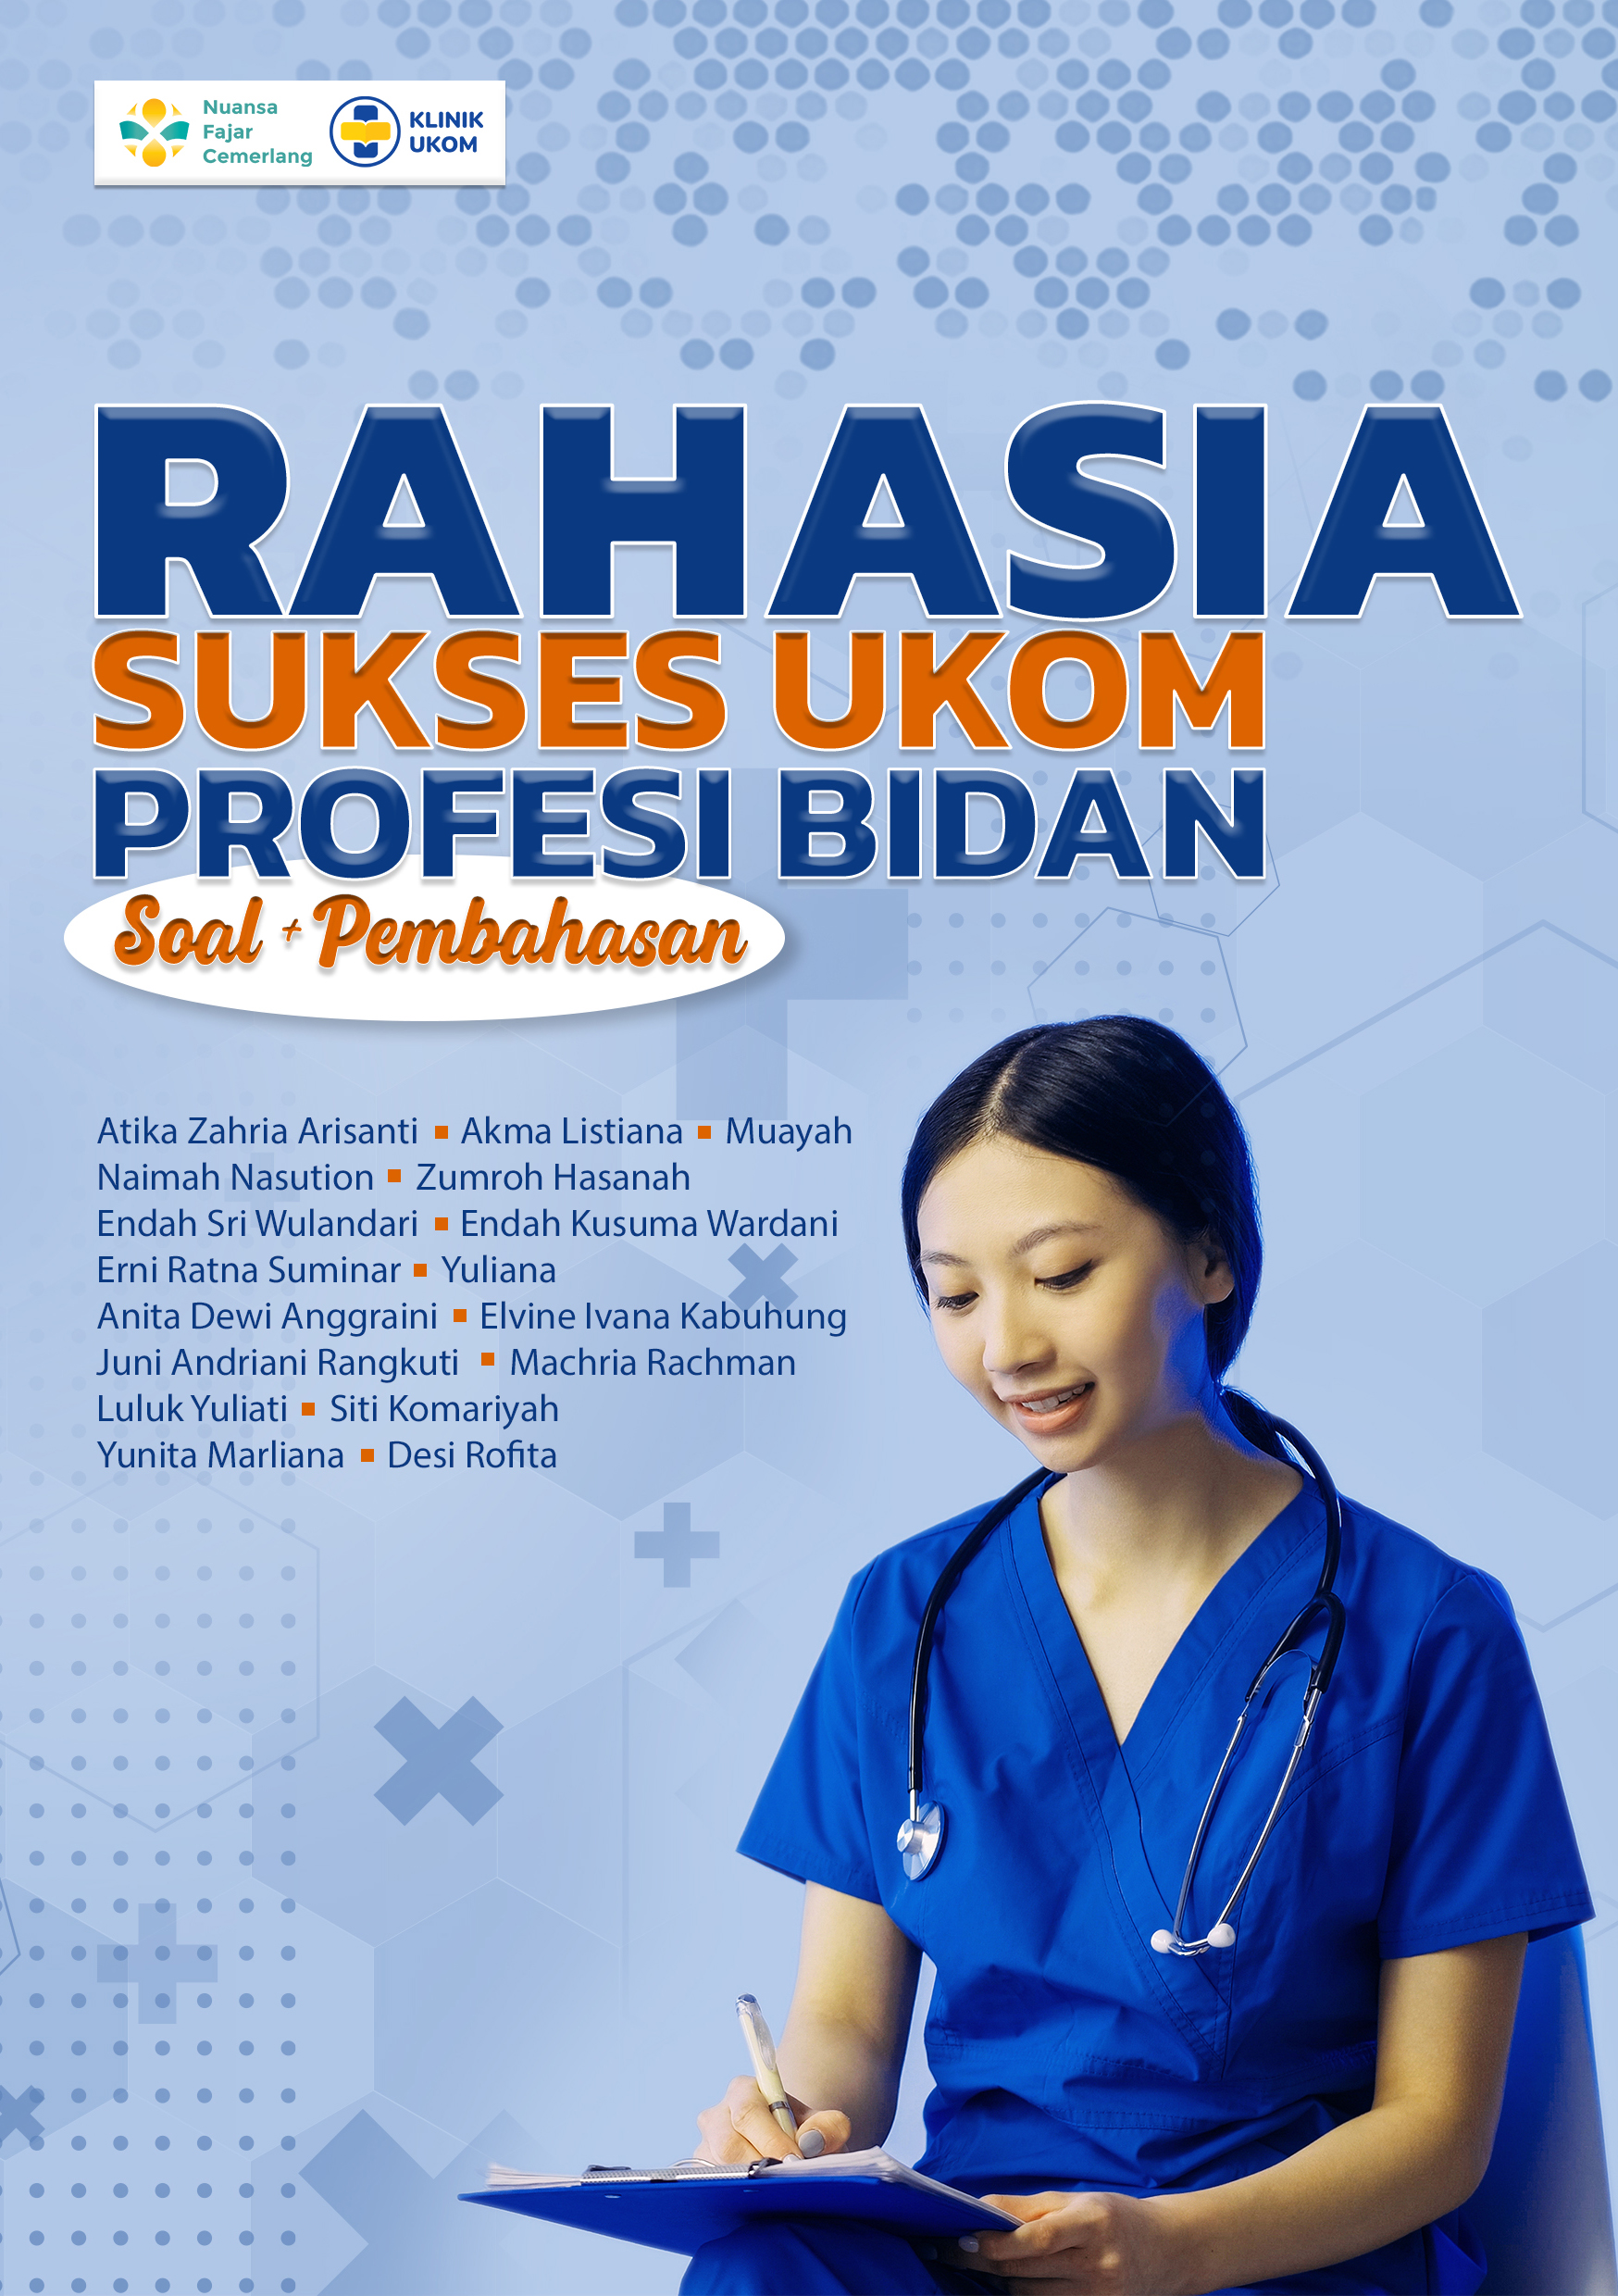 Nuansa
Fajar
Cemerlang
KLINIK
UKOM
RAHASIA
SUKSES UKOM
PROFESI BIDAN
Soal + Pembahasan
Atika Zahria Arisanti ▪ Akma Listiana ▪ Muayah
Naimah Nasution ▪ Zumroh Hasanah
Endah Sri Wulandari ▪ Endah Kusuma Wardani
Erni Ratna Suminar ▪ Yuliana
Anita Dewi Anggraini ▪ Elvine Ivana Kabuhung
Juni Andriani Rangkuti ▪ Machria Rachman
Luluk Yuliati ▪ Siti Komariyah
Yunita Marliana ▪ Desi Rofita